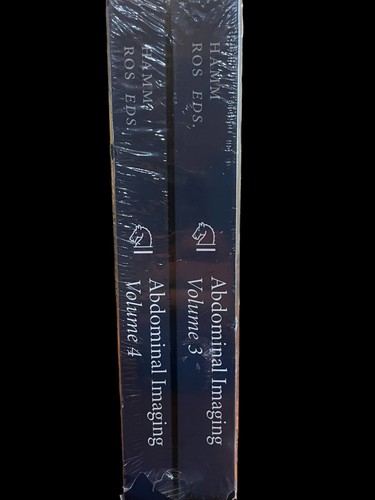 HAMM
ROS EDS.
Abdominal Imaging
Volume 3
HAMM
ROS EDS.
Abdominal Imaging
Volume 4